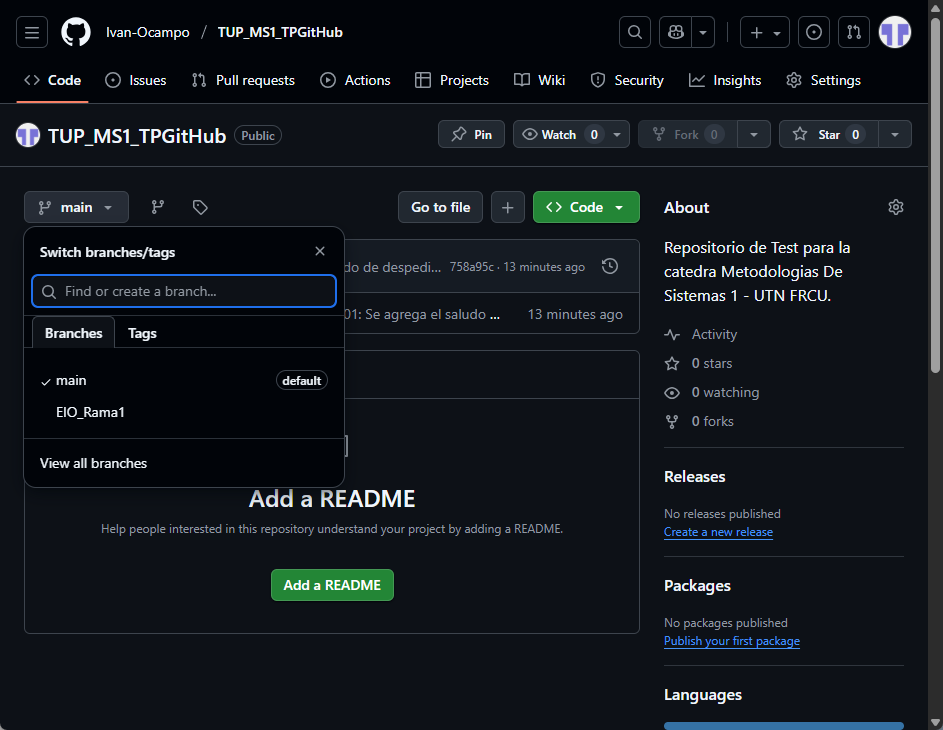 Ivan-Ocampo / TUP_MS1_TPGitHub
Code Issues Pull requests Actions Projects Wiki Security Insights Settings
TUP_MS1_TPGitHub Public Pin Watch 0 Fork 0 Star 0
main Go to file Code
Switch branches/tags
do de despedi... 758a95c · 13 minutes ago
Find or create a branch...
01: Se agrega el saludo ... 13 minutes ago
Branches Tags
main default
EIO_Rama1
View all branches
Add a README
Help people interested in this repository understand your project by adding a README.
Add a README
About
Repositorio de Test para la
catedra Metodologias De
Sistemas 1 - UTN FRCU.
Activity
0 stars
0 watching
0 forks
Releases
No releases published
Create a new release
Packages
No packages published
Publish your first package
Languages